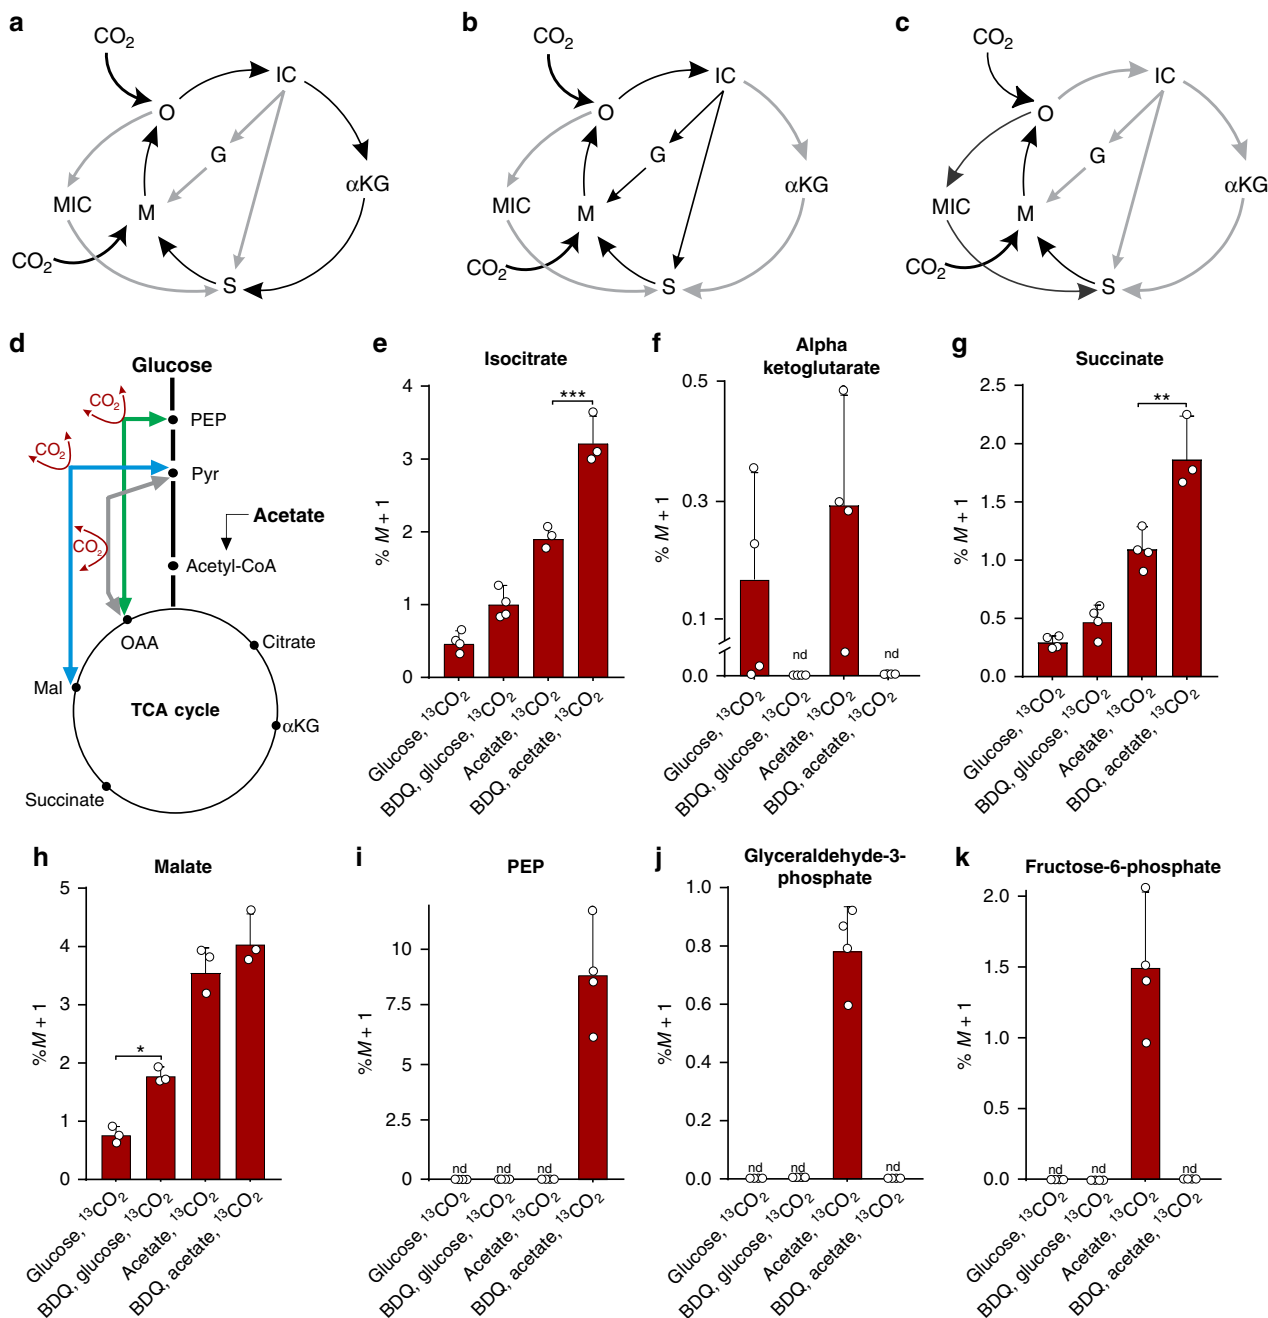 a
CO2
O
IC
G
αKG
MIC
M
CO2
S
b
CO2
O
IC
G
αKG
MIC
M
CO2
S
c
CO2
O
IC
G
αKG
MIC
M
CO2
S
d
Glucose
CO2
PEP
CO2
Pyr
Acetate
CO2
Acetyl-CoA
OAA
Citrate
Mal
TCA cycle
αKG
Succinate
e
Isocitrate
% M + 1
4
3
2
1
0
***
Glucose, 13CO2
BDQ, glucose, 13CO2
Acetate, 13CO2
BDQ, acetate, 13CO2
f
Alpha
ketoglutarate
% M + 1
0.5
0.3
0.1
0.0
nd
nd
Glucose, 13CO2
BDQ, glucose, 13CO2
Acetate, 13CO2
BDQ, acetate, 13CO2
g
Succinate
% M + 1
2.5
2.0
1.5
1.0
0.5
0.0
**
Glucose, 13CO2
BDQ, glucose, 13CO2
Acetate, 13CO2
BDQ, acetate, 13CO2
h
Malate
%M + 1
5
4
3
2
1
0
*
Glucose, 13CO2
BDQ, glucose, 13CO2
Acetate, 13CO2
BDQ, acetate, 13CO2
i
PEP
%M + 1
10
7.5
5
2.5
0
nd
nd
nd
Glucose, 13CO2
BDQ, glucose, 13CO2
Acetate, 13CO2
BDQ, acetate, 13CO2
j
Glyceraldehyde-3-
phosphate
%M + 1
1.0
0.8
0.6
0.4
0.2
0.0
nd
nd
nd
Glucose, 13CO2
BDQ, glucose, 13CO2
Acetate, 13CO2
BDQ, acetate, 13CO2
k
Fructose-6-phosphate
% M + 1
2.0
1.5
1.0
0.5
0.0
nd
nd
nd
Glucose, 13CO2
BDQ, glucose, 13CO2
Acetate, 13CO2
BDQ, acetate, 13CO2